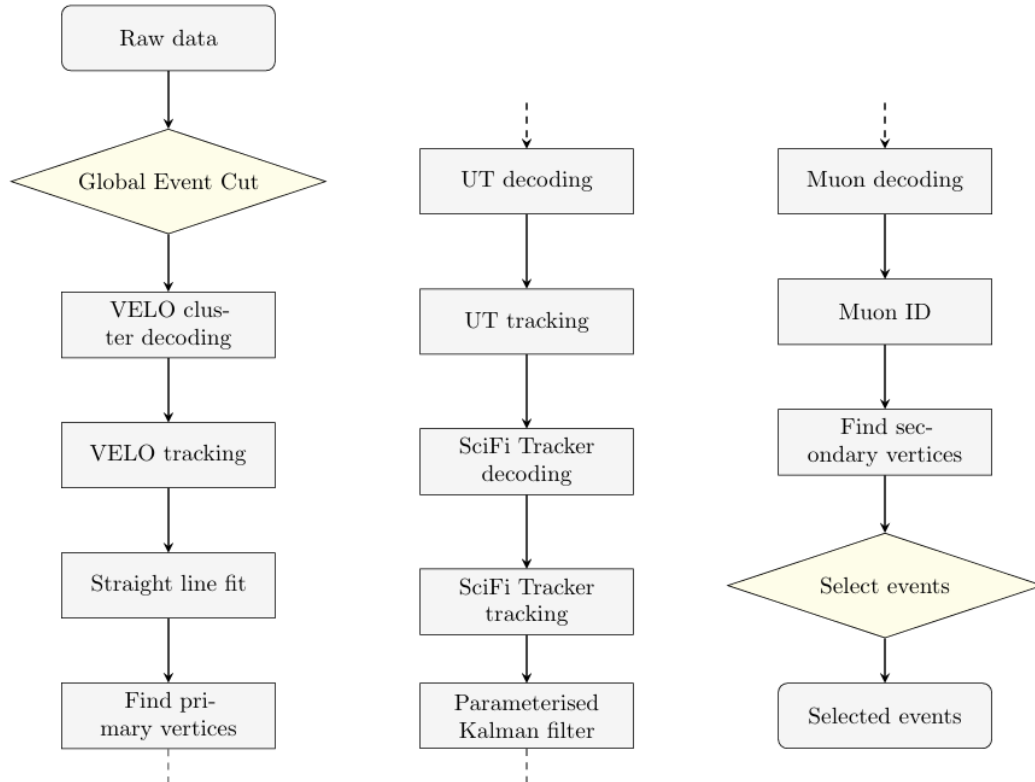 Raw data
Global Event Cut
VELO clus-
ter decoding
VELO tracking
Straight line fit
Find pri-
mary vertices
UT decoding
UT tracking
SciFi Tracker
decoding
SciFi Tracker
tracking
Parameterised
Kalman filter
Muon decoding
Muon ID
Find sec-
ondary vertices
Select events
Selected events